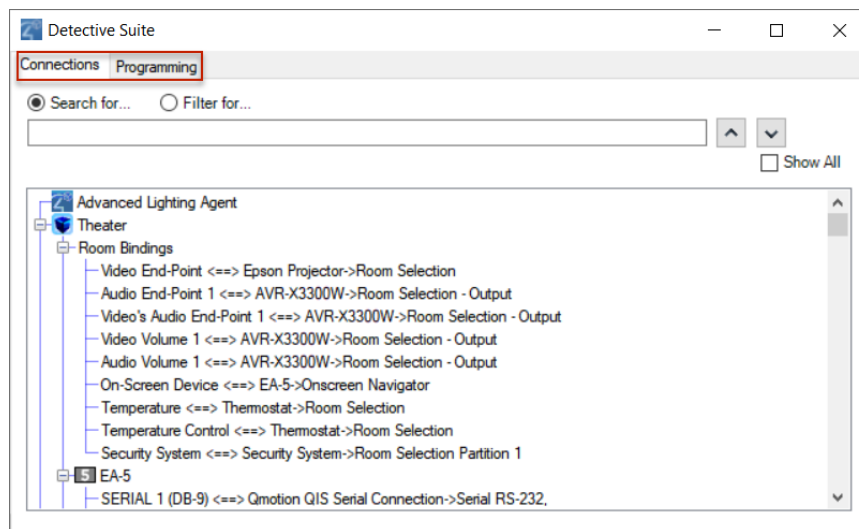 Detective Suite
Connections Programming
Search for... Filter for...
Show All
Advanced Lighting Agent
Theater
Room Bindings
Video End-Point <==> Epson Projector->Room Selection
Audio End-Point 1 <==> AVR-X3300W->Room Selection - Output
Video's Audio End-Point 1 <==> AVR-X3300W->Room Selection - Output
Video Volume 1 <==> AVR-X3300W->Room Selection - Output
Audio Volume 1 <==> AVR-X3300W->Room Selection - Output
On-Screen Device <==> EA-5->Onscreen Navigator
Temperature <==> Thermostat->Room Selection
Temperature Control <==> Thermostat->Room Selection
Security System <==> Security System->Room Selection Partition 1
5 EA-5
SERIAL 1 (DB-9) <==> Qmotion QIS Serial Connection->Serial RS-232,